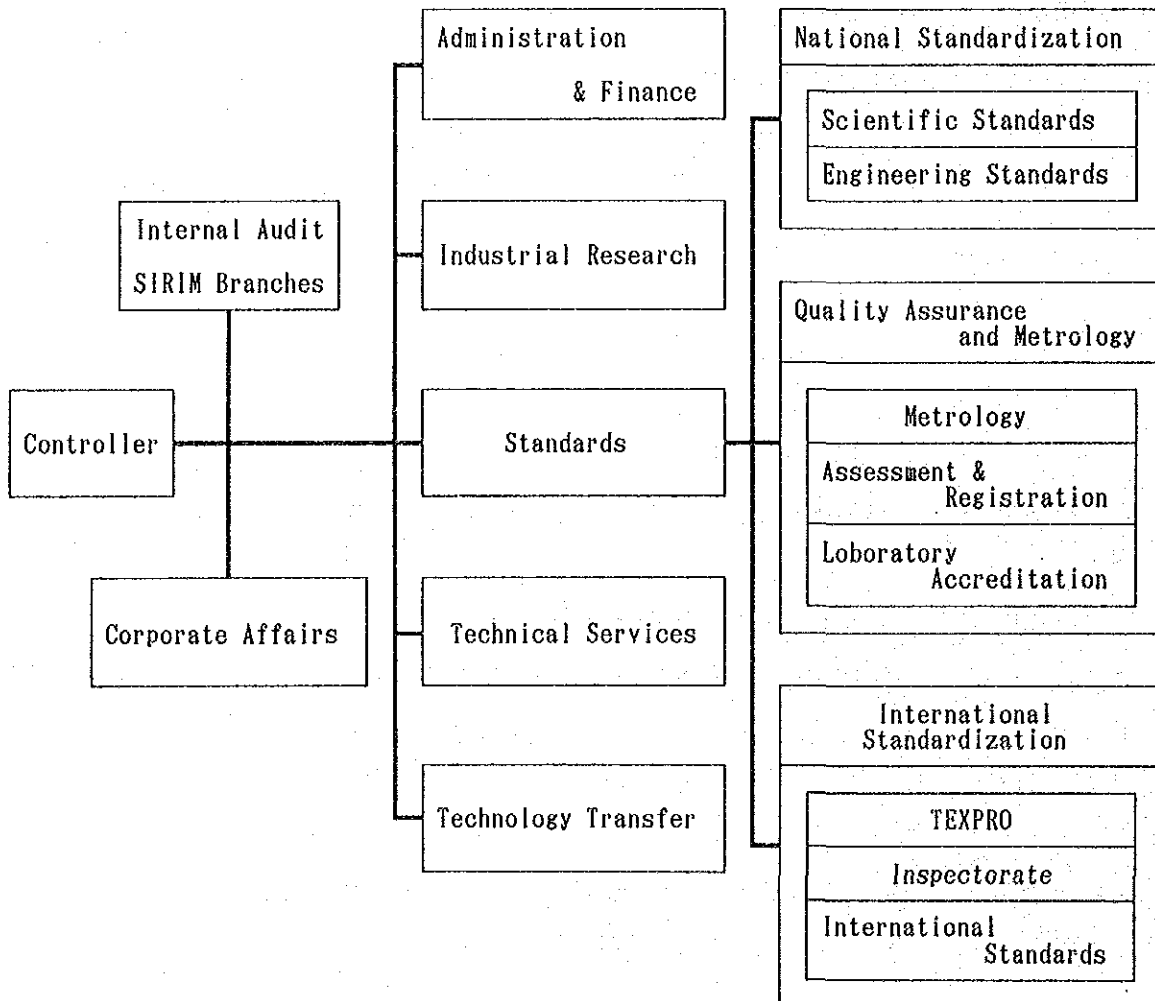 Administration
& Finance
National Standardization
Scientific Standards
Engineering Standards
Internal Audit
SIRIM Branches
Industrial Research
Quality Assurance
and Metrology
Controller
Standards
Metrology
Assessment &
Registration
Loboratory
Accreditation
Corporate Affairs
Technical Services
International
Standardization
Technology Transfer
TEXPRO
Inspectorate
International
Standards